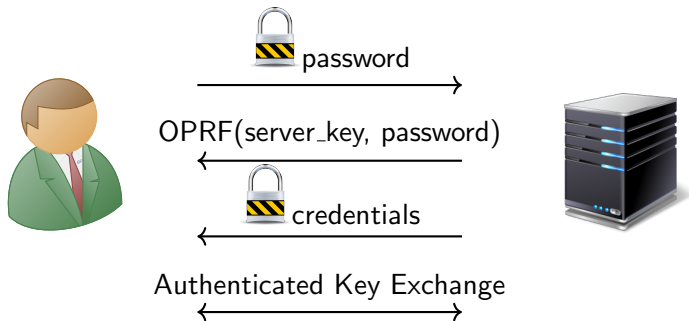 password
OPRF(server_key, password)
credentials
Authenticated Key Exchange